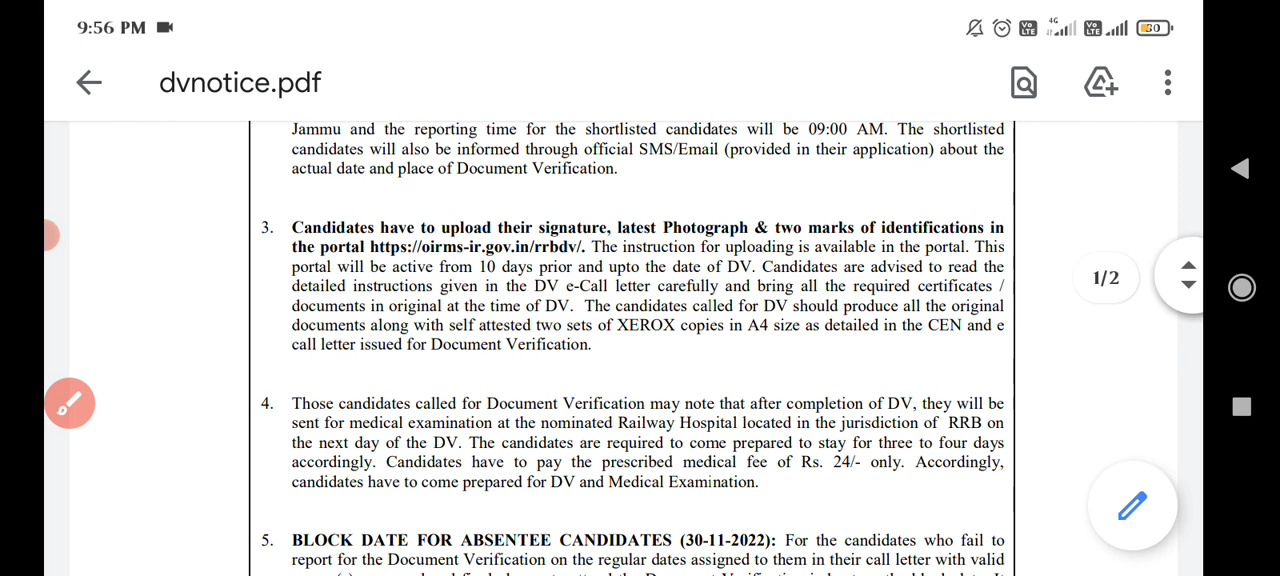 9:56 PM
4G
Vo LTE
Vo LTE
30
dvnotice.pdf
Jammu and the reporting time for the shortlisted candidates will be 09:00 AM. The shortlisted
candidates will also be informed through official SMS/Email (provided in their application) about the
actual date and place of Document Verification.
3. Candidates have to upload their signature, latest Photograph & two marks of identifications in
the portal https://oirms-ir.gov.in/rrbdv/. The instruction for uploading is available in the portal. This
portal will be active from 10 days prior and upto the date of DV. Candidates are advised to read the
detailed instructions given in the DV e-Call letter carefully and bring all the required certificates /
documents in original at the time of DV. The candidates called for DV should produce all the original
documents along with self attested two sets of XEROX copies in A4 size as detailed in the CEN and e
call letter issued for Document Verification.
1/2
4. Those candidates called for Document Verification may note that after completion of DV, they will be
sent for medical examination at the nominated Railway Hospital located in the jurisdiction of RRB on
the next day of the DV. The candidates are required to come prepared to stay for three to four days
accordingly. Candidates have to pay the prescribed medical fee of Rs. 24/- only. Accordingly,
candidates have to come prepared for DV and Medical Examination.
5. BLOCK DATE FOR ABSENTEE CANDIDATES (30-11-2022): For the candidates who fail to
report for the Document Verification on the regular dates assigned to them in their call letter with valid